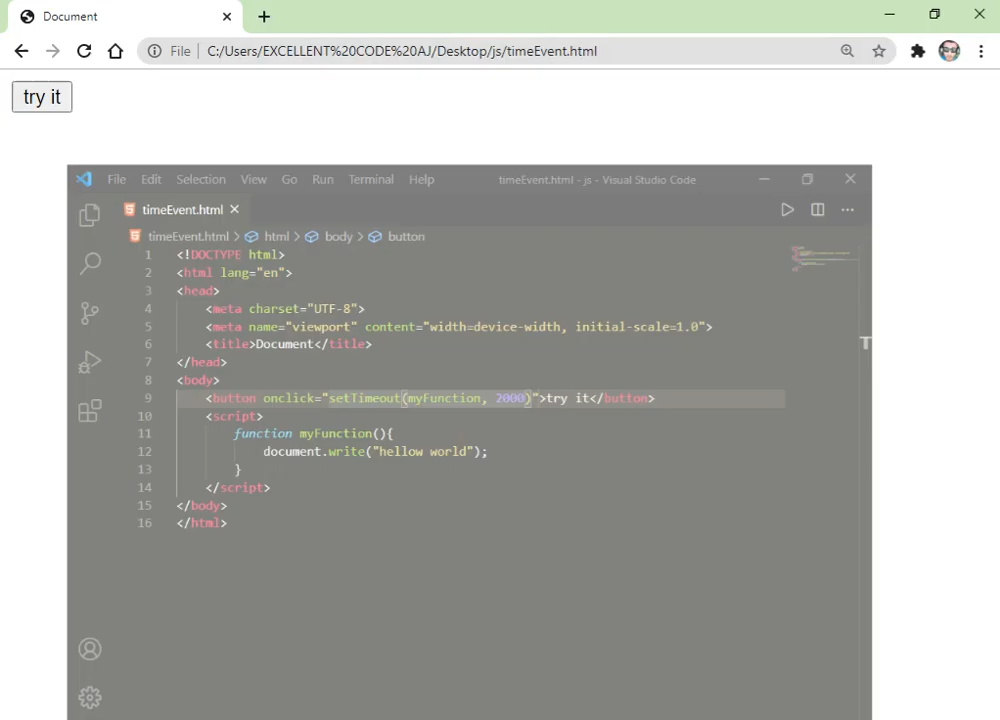 Document
File C:/Users/EXCELLENT%20CODE%20AJ/Desktop/js/timeEvent.html
try it
File Edit Selection View Go Run Terminal Help timeEvent.html - js - Visual Studio Code
timeEvent.html
timeEvent.html > html > body > button
1 <!DOCTYPE html>
2 <html lang="en">
3 <head>
4 <meta charset="UTF-8">
5 <meta name="viewport" content="width=device-width, initial-scale=1.0">
6 <title>Document</title>
7 </head>
8 <body>
9 <button onclick="setTimeout(myFunction, 2000)">try it</button>
10 <script>
11 function myFunction(){
12 document.write("hellow world");
13 }
14 </script>
15 </body>
16 </html>
T